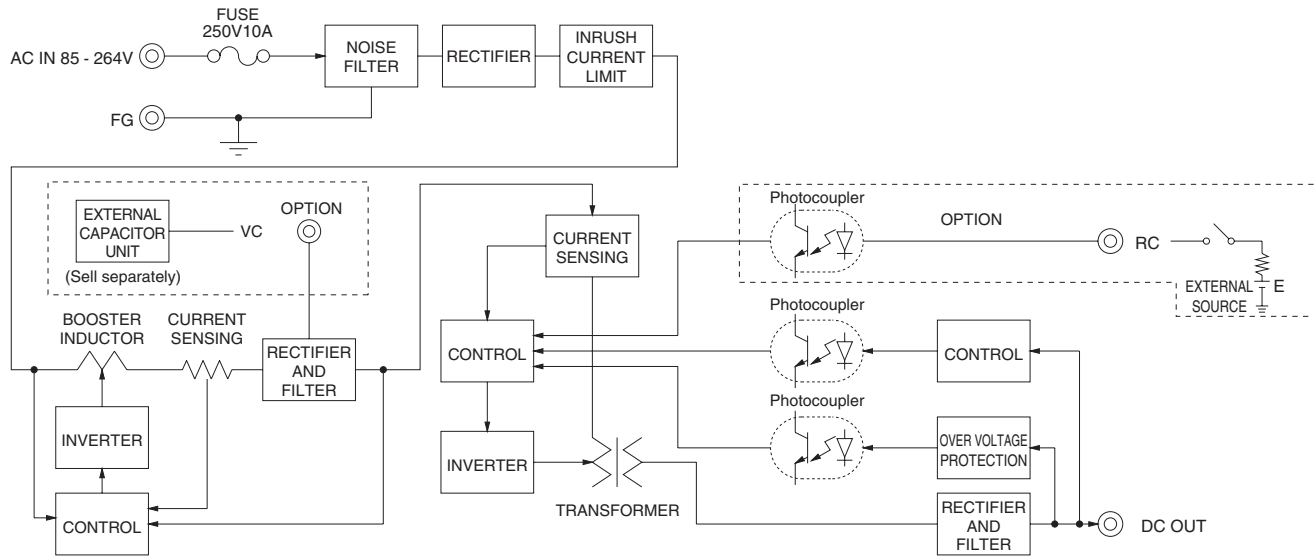 FUSE
250V10A
AC IN 85 - 264V
NOISE
FILTER
RECTIFIER
INRUSH
CURRENT
LIMIT
FG
EXTERNAL
CAPACITOR
UNIT
(Sell separately)
VC
OPTION
CURRENT
SENSING
Photocoupler
OPTION
RC
E
EXTERNAL
SOURCE
BOOSTER
INDUCTOR
CURRENT
SENSING
RECTIFIER
AND
FILTER
CONTROL
Photocoupler
CONTROL
INVERTER
CONTROL
INVERTER
TRANSFORMER
Photocoupler
OVER VOLTAGE
PROTECTION
RECTIFIER
AND
FILTER
DC OUT